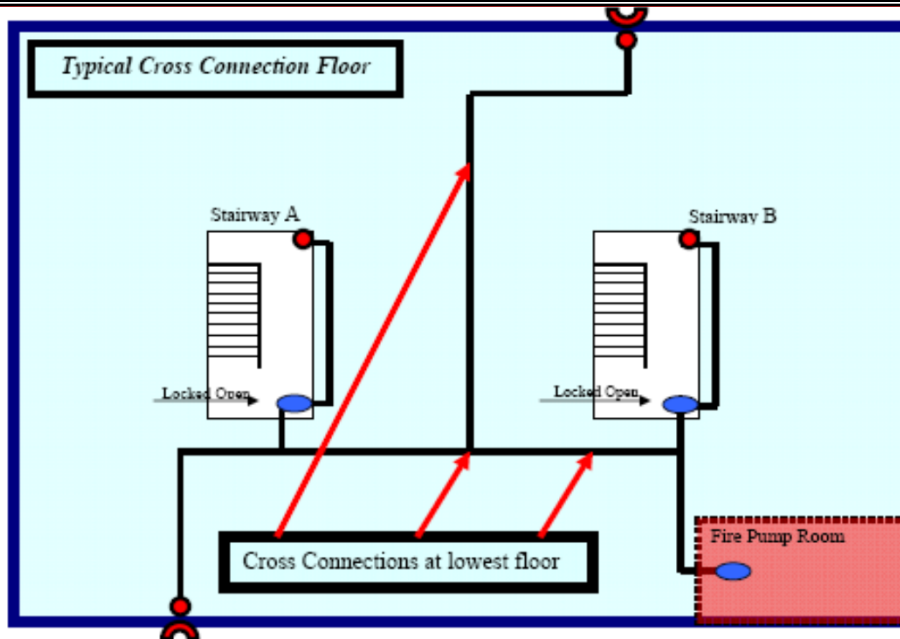 Typical Cross Connection Floor
Stairway A
Stairway B
Locked Open
Locked Open
Fire Pump Room
Cross Connections at lowest floor